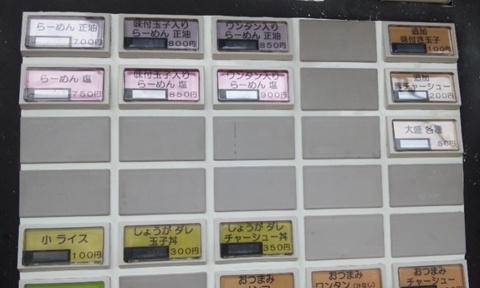 らーめん 正油
700円
味付玉子入り
らーめん 正油
800円
ワンタン入り
らーめん 正油
850円
追加
味付き玉子
100円
らーめん 塩
750円
味付玉子入り
らーめん 塩
850円
ワンタン入り
らーめん 塩
900円
追加
チャーシュー
200円
大盛 各種
50円
小 ライス
100円
しょうが ダレ
玉子丼
300円
しょうが ダレ
チャーシュー丼
350円
おつまみ
おつまみ
ワンタン
おつまみ
チャーシュー